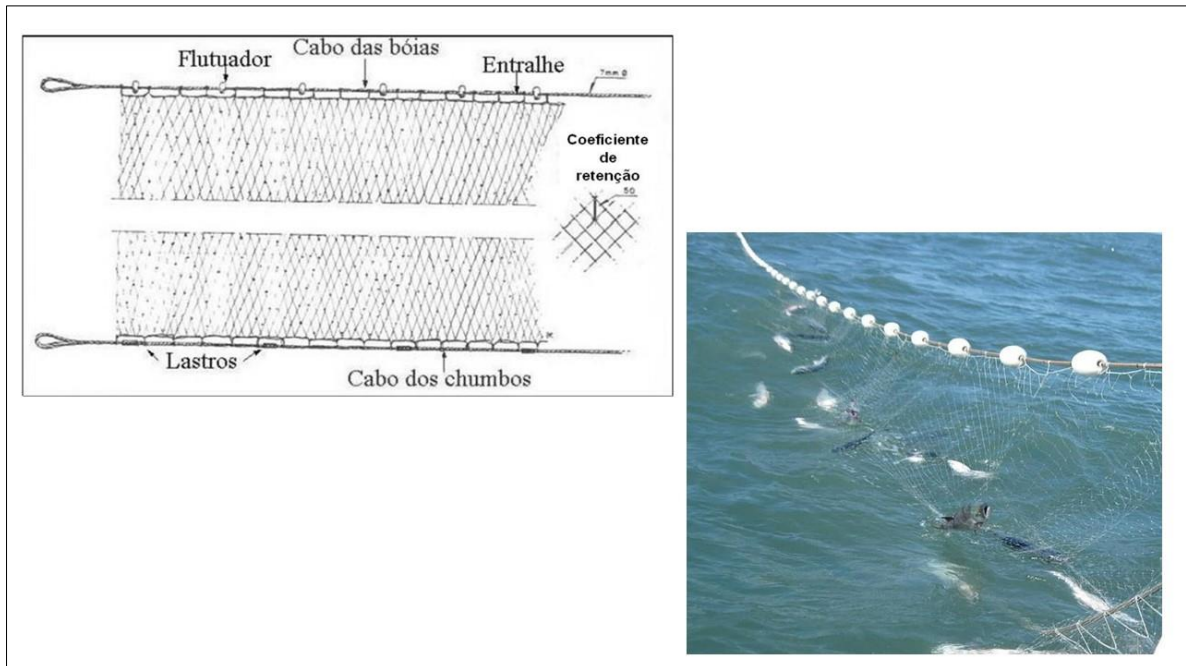 Flutuador
Cabo das bóias
Entralhe
7mm Ø
Coeficiente
de
retenção
50
Lastros
Cabo dos chumbos